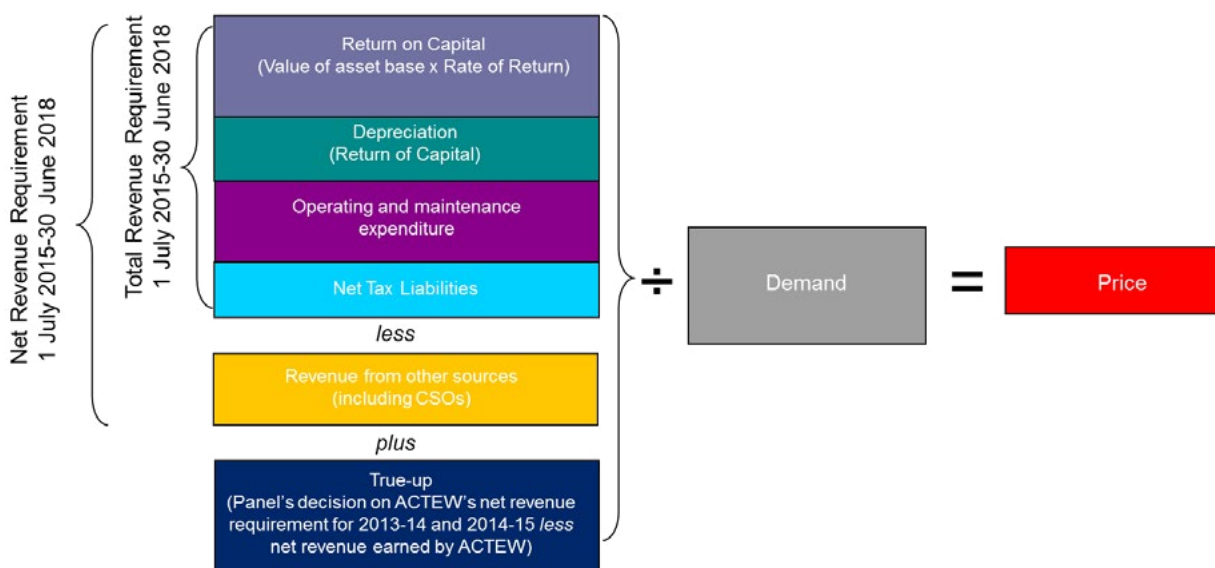 Net Revenue Requirement
1 July 2015-30 June 2018
Total Revenue Requirement
1 July 2015-30 June 2018
Return on Capital
(Value of asset base x Rate of Return)
Depreciation
(Return of Capital)
Operating and maintenance
expenditure
Net Tax Liabilities
less
Revenue from other sources
(including CSOs)
plus
True-up
(Panel's decision on ACTEW's net revenue
requirement for 2013-14 and 2014-15 less
net revenue earned by ACTEW)
÷
Demand
=
Price